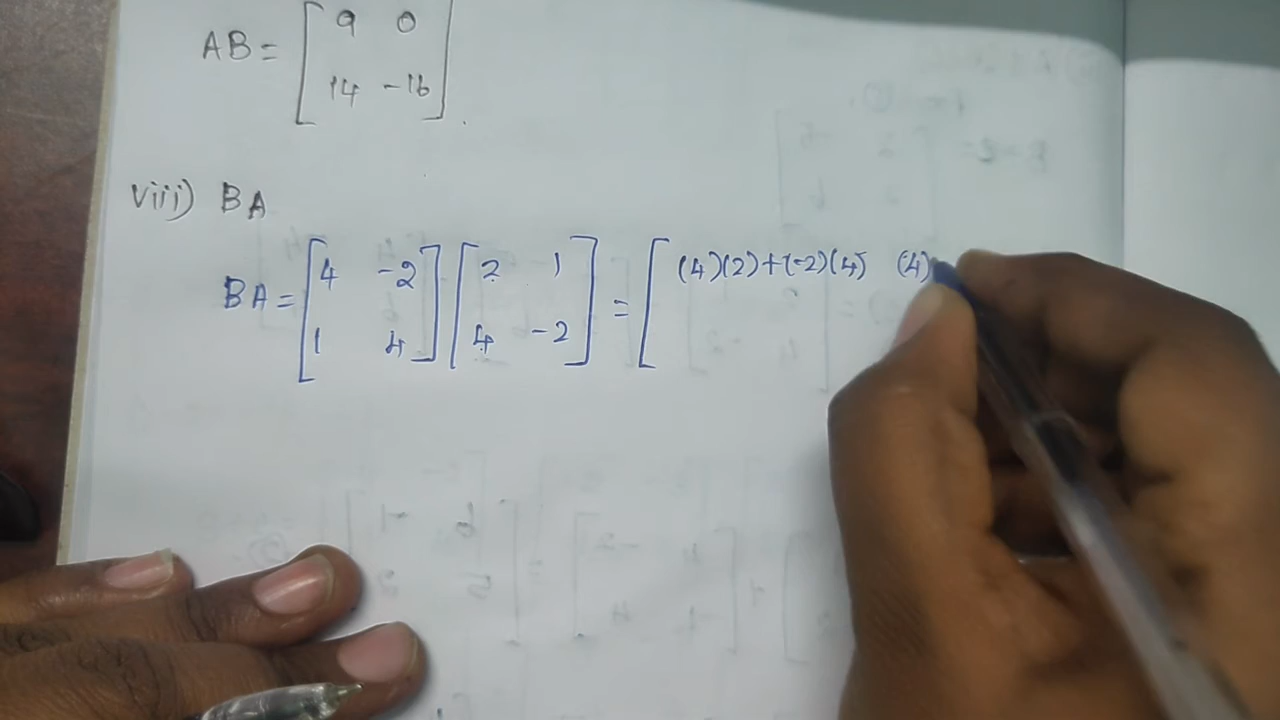 AB = [ 9 0
14 -16 ].
viii) BA
BA = [ 4 -2 ] [ 2 1 ] = [ (4)(2)+(-2)(4) (4)
1 4 4 -2